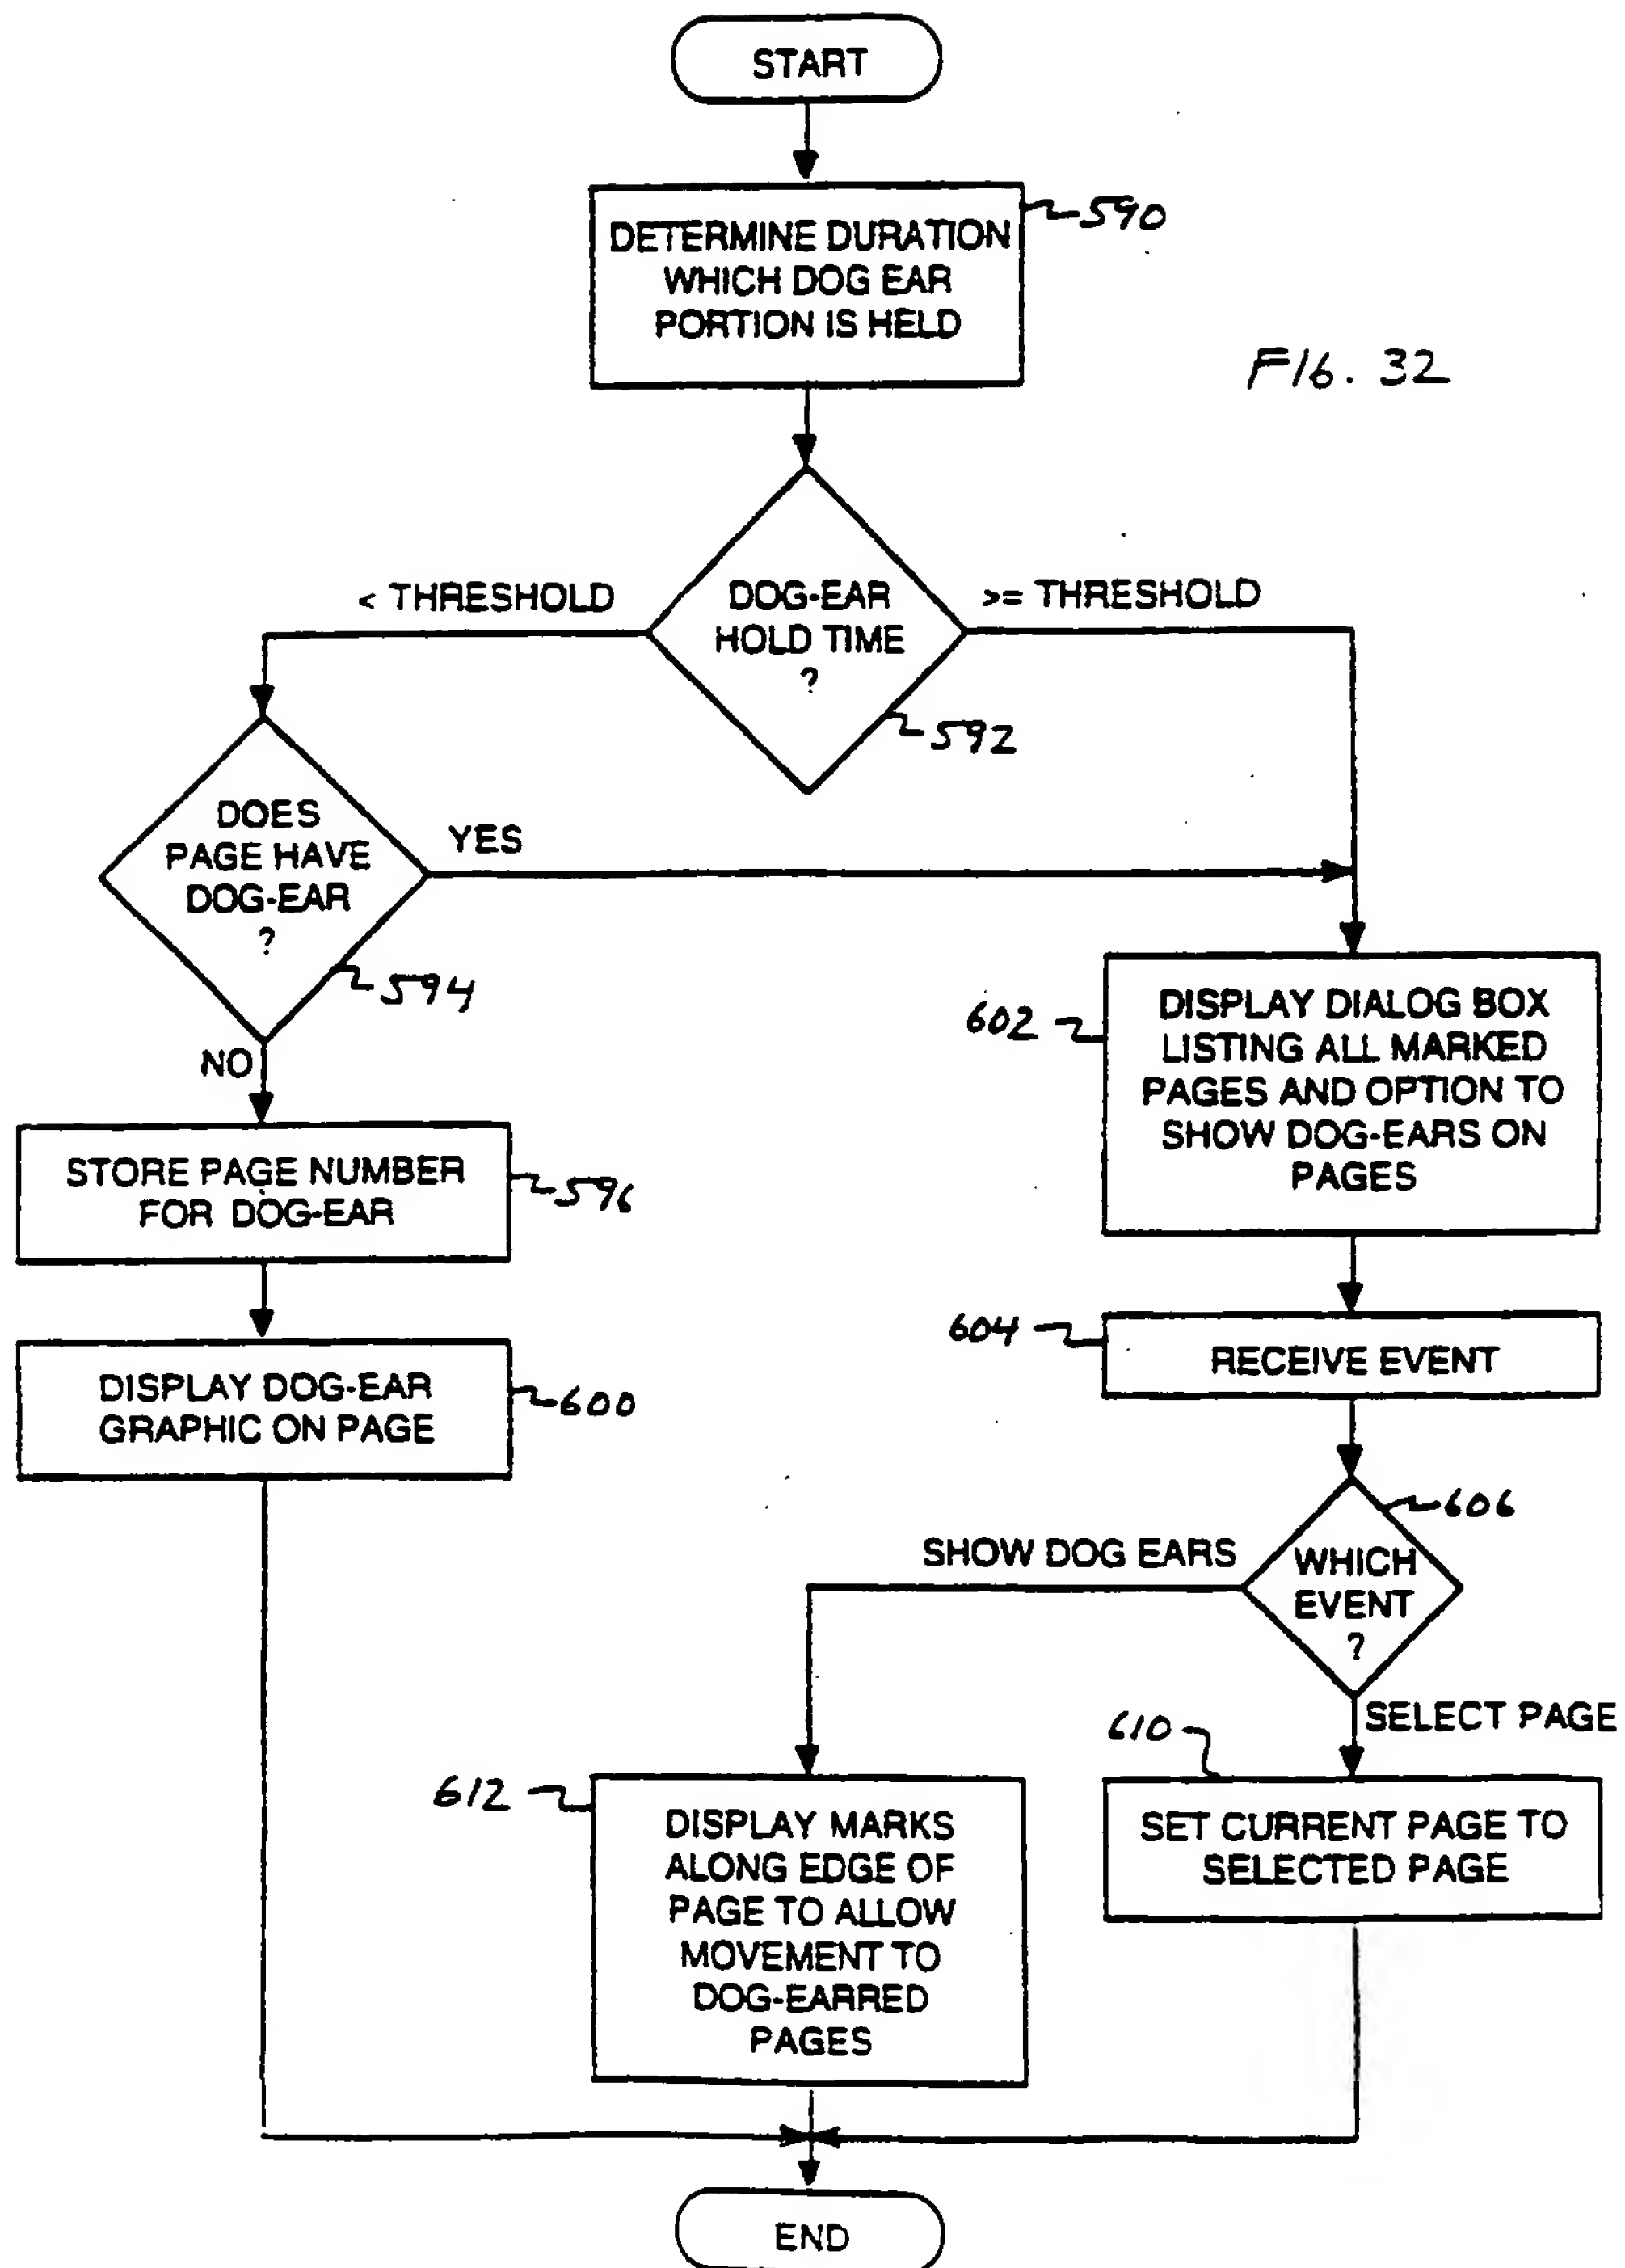 START
DETERMINE DURATION
WHICH DOG EAR
PORTION IS HELD
590
FIG. 32
DOG-EAR
HOLD TIME
?
592
< THRESHOLD
>= THRESHOLD
DOES
PAGE HAVE
DOG-EAR
?
594
YES
NO
STORE PAGE NUMBER
FOR DOG-EAR
596
DISPLAY DOG-EAR
GRAPHIC ON PAGE
600
602
DISPLAY DIALOG BOX
LISTING ALL MARKED
PAGES AND OPTION TO
SHOW DOG-EARS ON
PAGES
604
RECEIVE EVENT
606
WHICH
EVENT
?
SHOW DOG EARS
SELECT PAGE
612
DISPLAY MARKS
ALONG EDGE OF
PAGE TO ALLOW
MOVEMENT TO
DOG-EARRED
PAGES
610
SET CURRENT PAGE TO
SELECTED PAGE
END